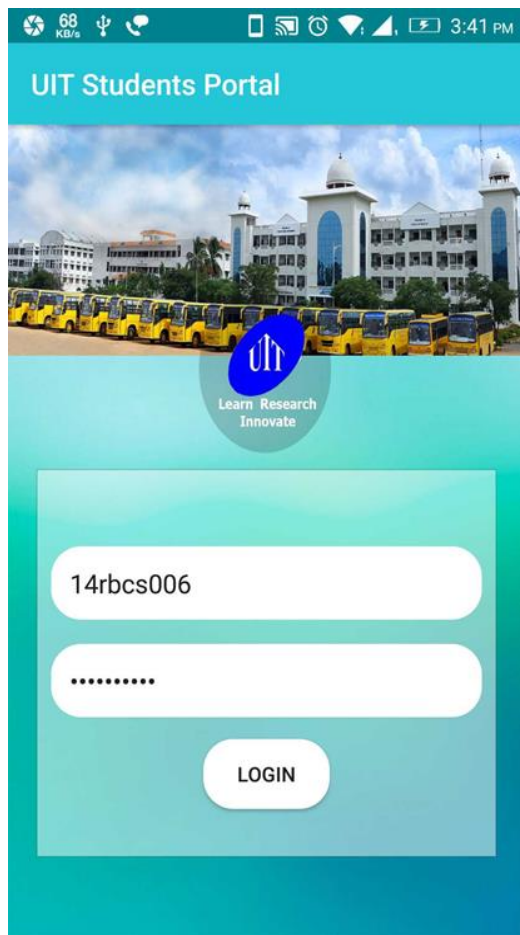 68
KB/s
3:41 PM
UIT Students Portal
UIT
Learn Research
Innovate
14rbcs006
••••••••••
LOGIN